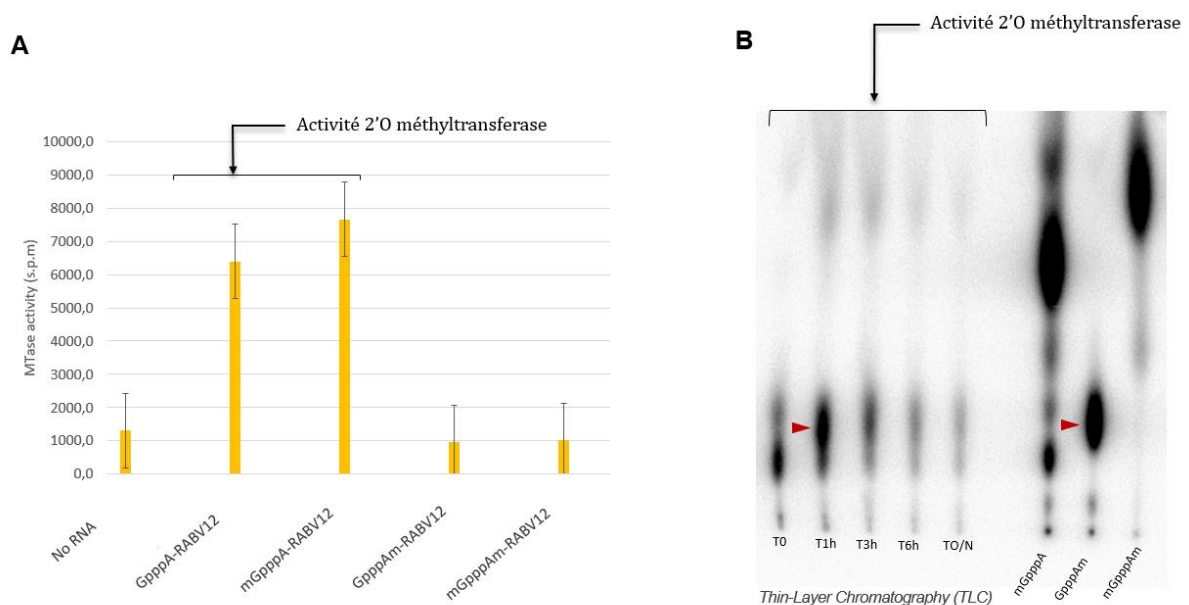 A
Activité 2'O méthyltransferase
10000,0
9000,0
8000,0
7000,0
6000,0
5000,0
4000,0
3000,0
2000,0
1000,0
0,0
MTase activity (s.p.m)
No RNA
GpppA-RABV12
mGpppA-RABV12
GpppAm-RABV12
mGpppAm-RABV12
B
Activité 2'O méthyltransferase
T0
T1h
T3h
T6h
TO/N
mGpppA
GpppAm
mGpppAm
Thin-Layer Chromatography (TLC)